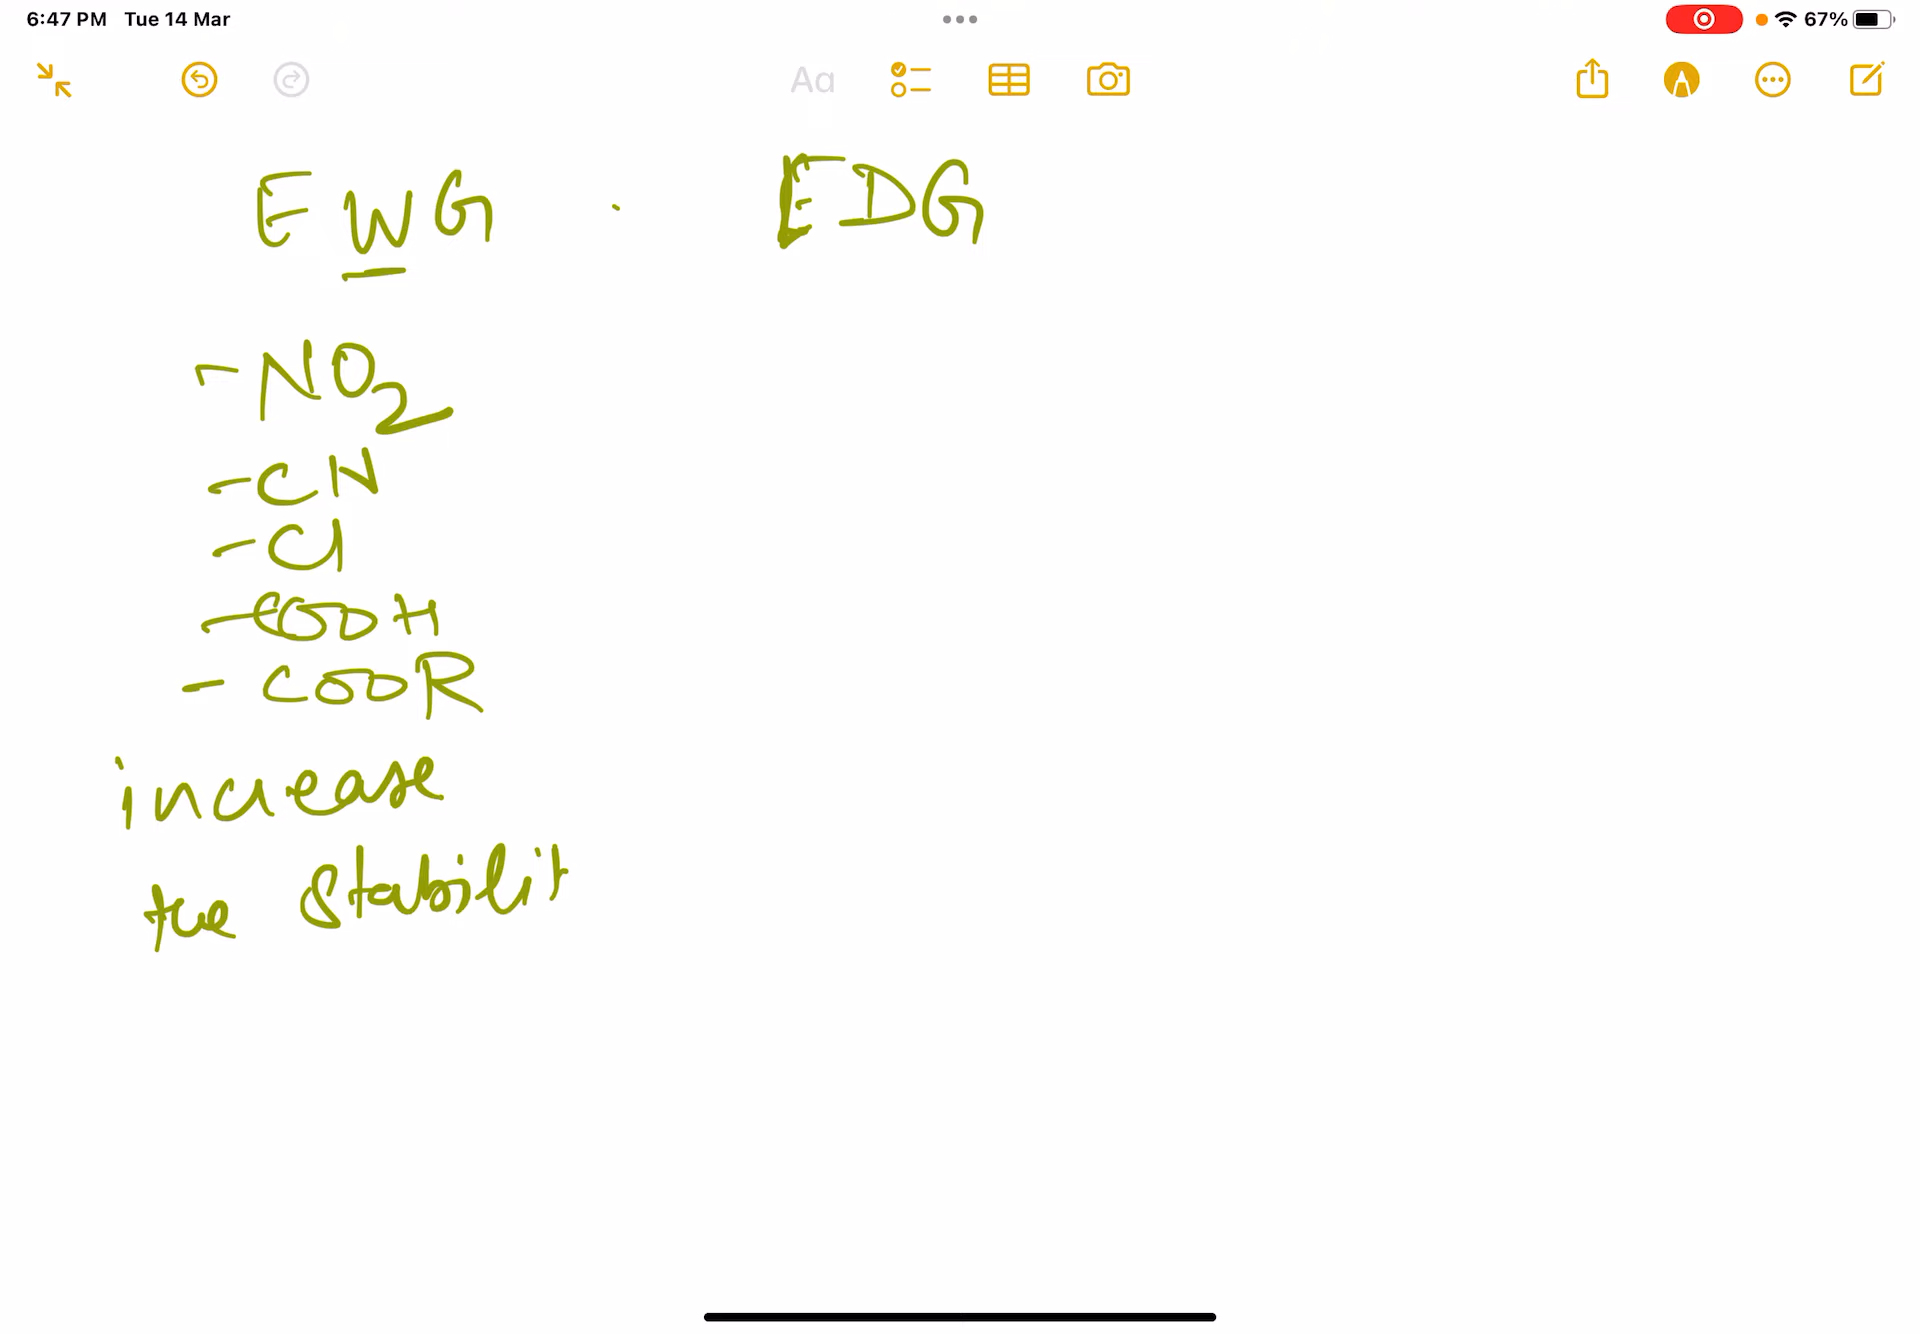 6:47 PM Tue 14 Mar
67%
Aa
EWG . EDG
-NO2
-CN
-Cl
-COOH
- COOR
increase
the stabilit